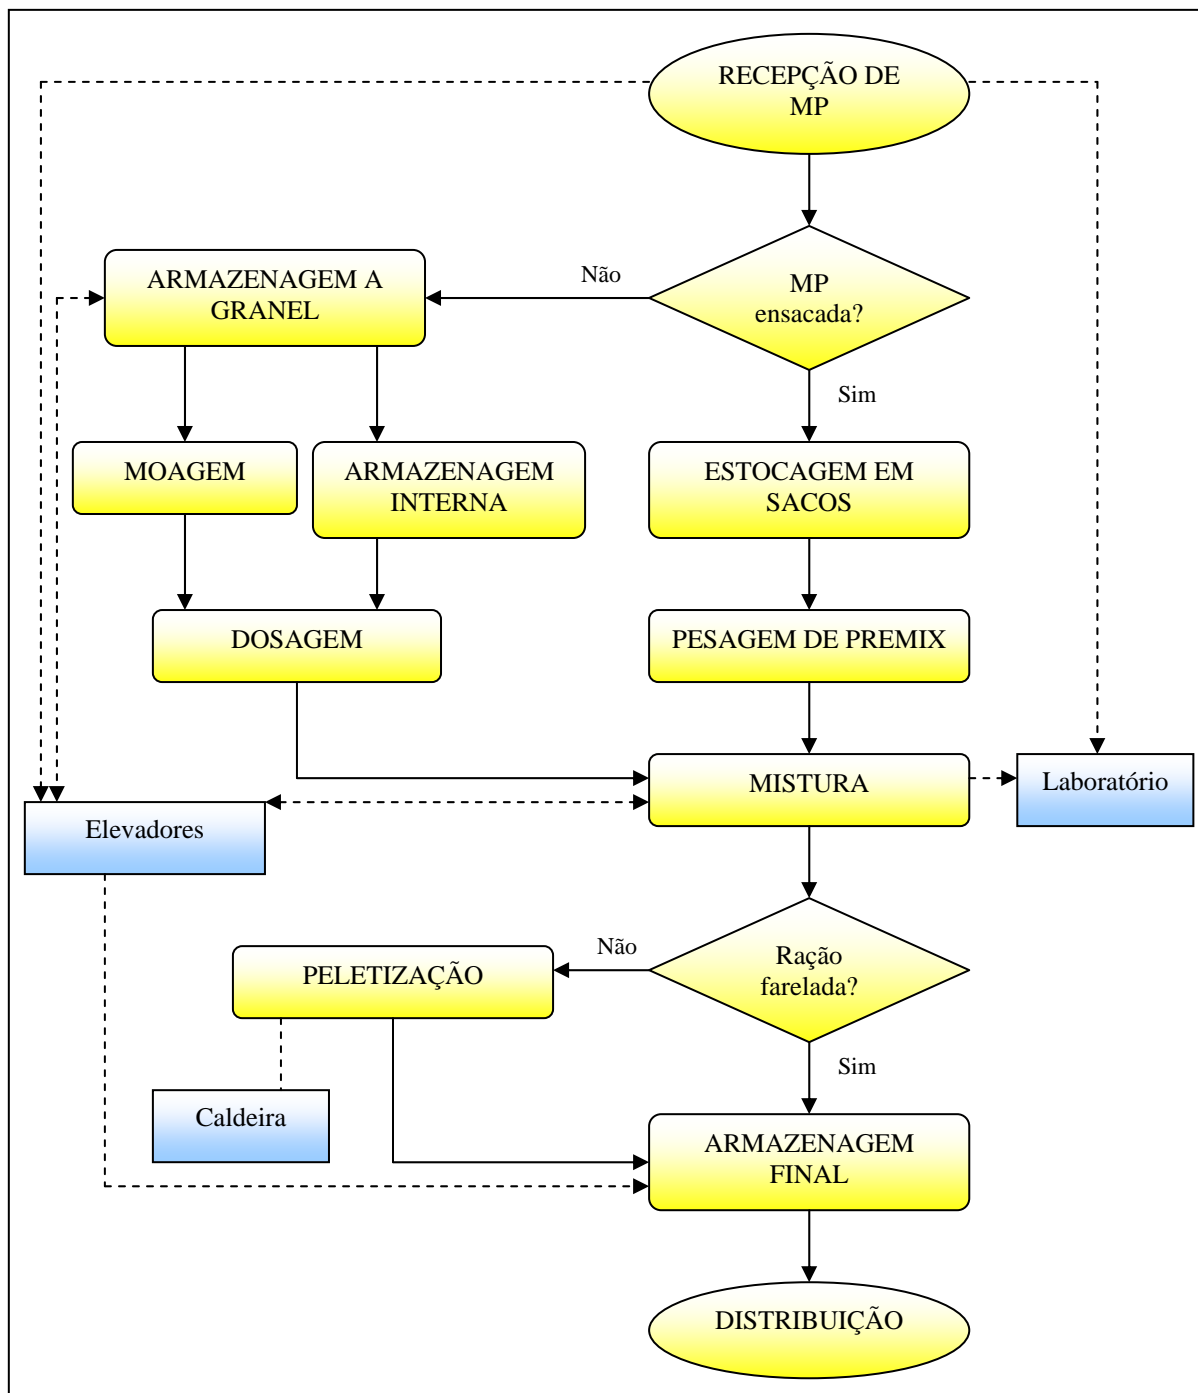 RECEPÇÃO DE
MP
Não
MP
ensacada?
ARMAZENAGEM A
GRANEL
Sim
MOAGEM
ARMAZENAGEM
INTERNA
ESTOCAGEM EM
SACOS
DOSAGEM
PESAGEM DE PREMIX
MISTURA
Laboratório
Elevadores
Não
Ração
farelada?
PELETIZAÇÃO
Sim
Caldeira
ARMAZENAGEM
FINAL
DISTRIBUIÇÃO